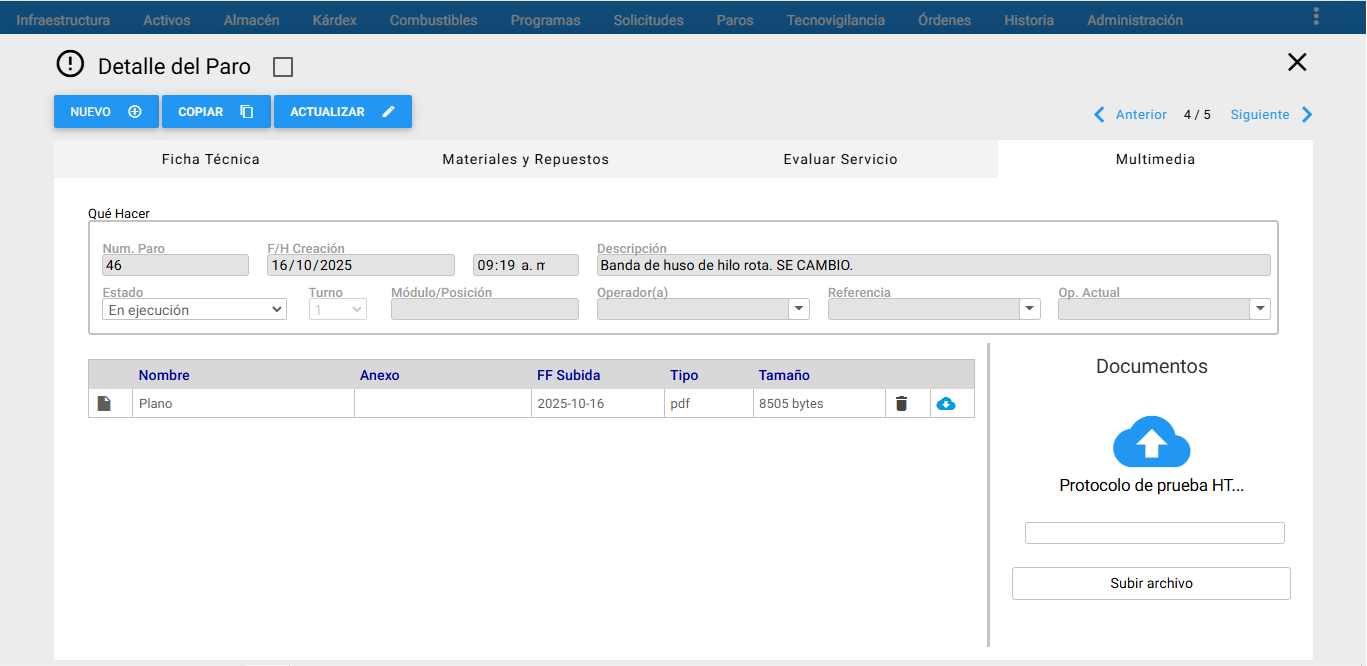 Infraestructura Activos Almacén Kárdex Combustibles Programas Solicitudes Paros Tecnovigilancia Órdenes Historia Administración
Detalle del Paro
NUEVO COPIAR ACTUALIZAR
Anterior 4 / 5 Siguiente
Ficha Técnica Materiales y Repuestos Evaluar Servicio Multimedia
Qué Hacer
Num. Paro F/H Creación Descripción
46 16/10/2025 09:19 a. m Banda de huso de hilo rota. SE CAMBIO.
Estado Turno Módulo/Posición Operador(a) Referencia Op. Actual
En ejecución 1
Nombre Anexo FF Subida Tipo Tamaño
Plano 2025-10-16 pdf 8505 bytes
Documentos
Protocolo de prueba HT...
Subir archivo